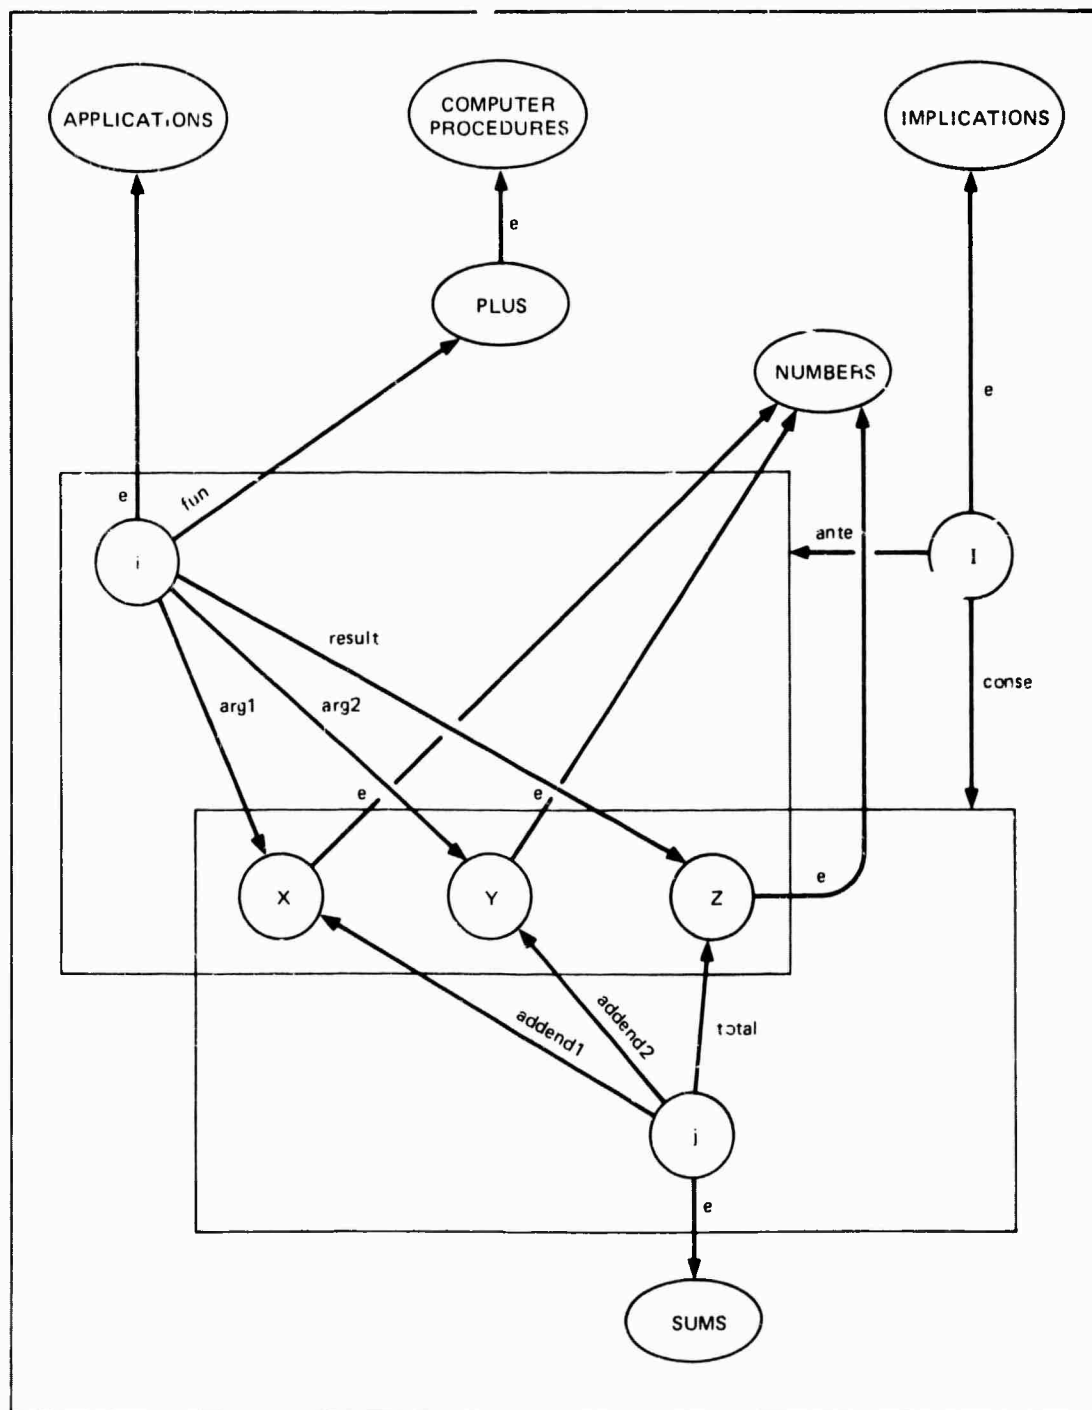 APPLICATIONS
COMPUTER
PROCEDURES
IMPLICATIONS
e
PLUS
NUMBERS
e
e
fun
ante
i
I
result
conse
arg1
arg2
e
e
X
Y
Z
e
addend1
addend2
total
j
e
SUMS